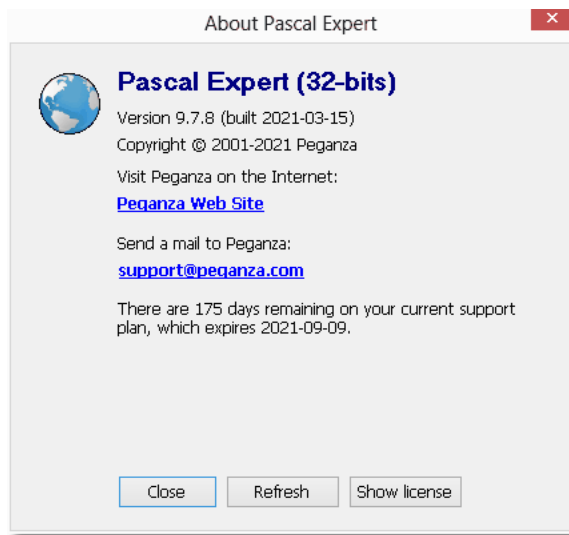 About Pascal Expert
Pascal Expert (32-bits)
Version 9.7.8 (built 2021-03-15)
Copyright © 2001-2021 Peganza
Visit Peganza on the Internet:
Peganza Web Site
Send a mail to Peganza:
support@peganza.com
There are 175 days remaining on your current support
plan, which expires 2021-09-09.
Close Refresh Show license